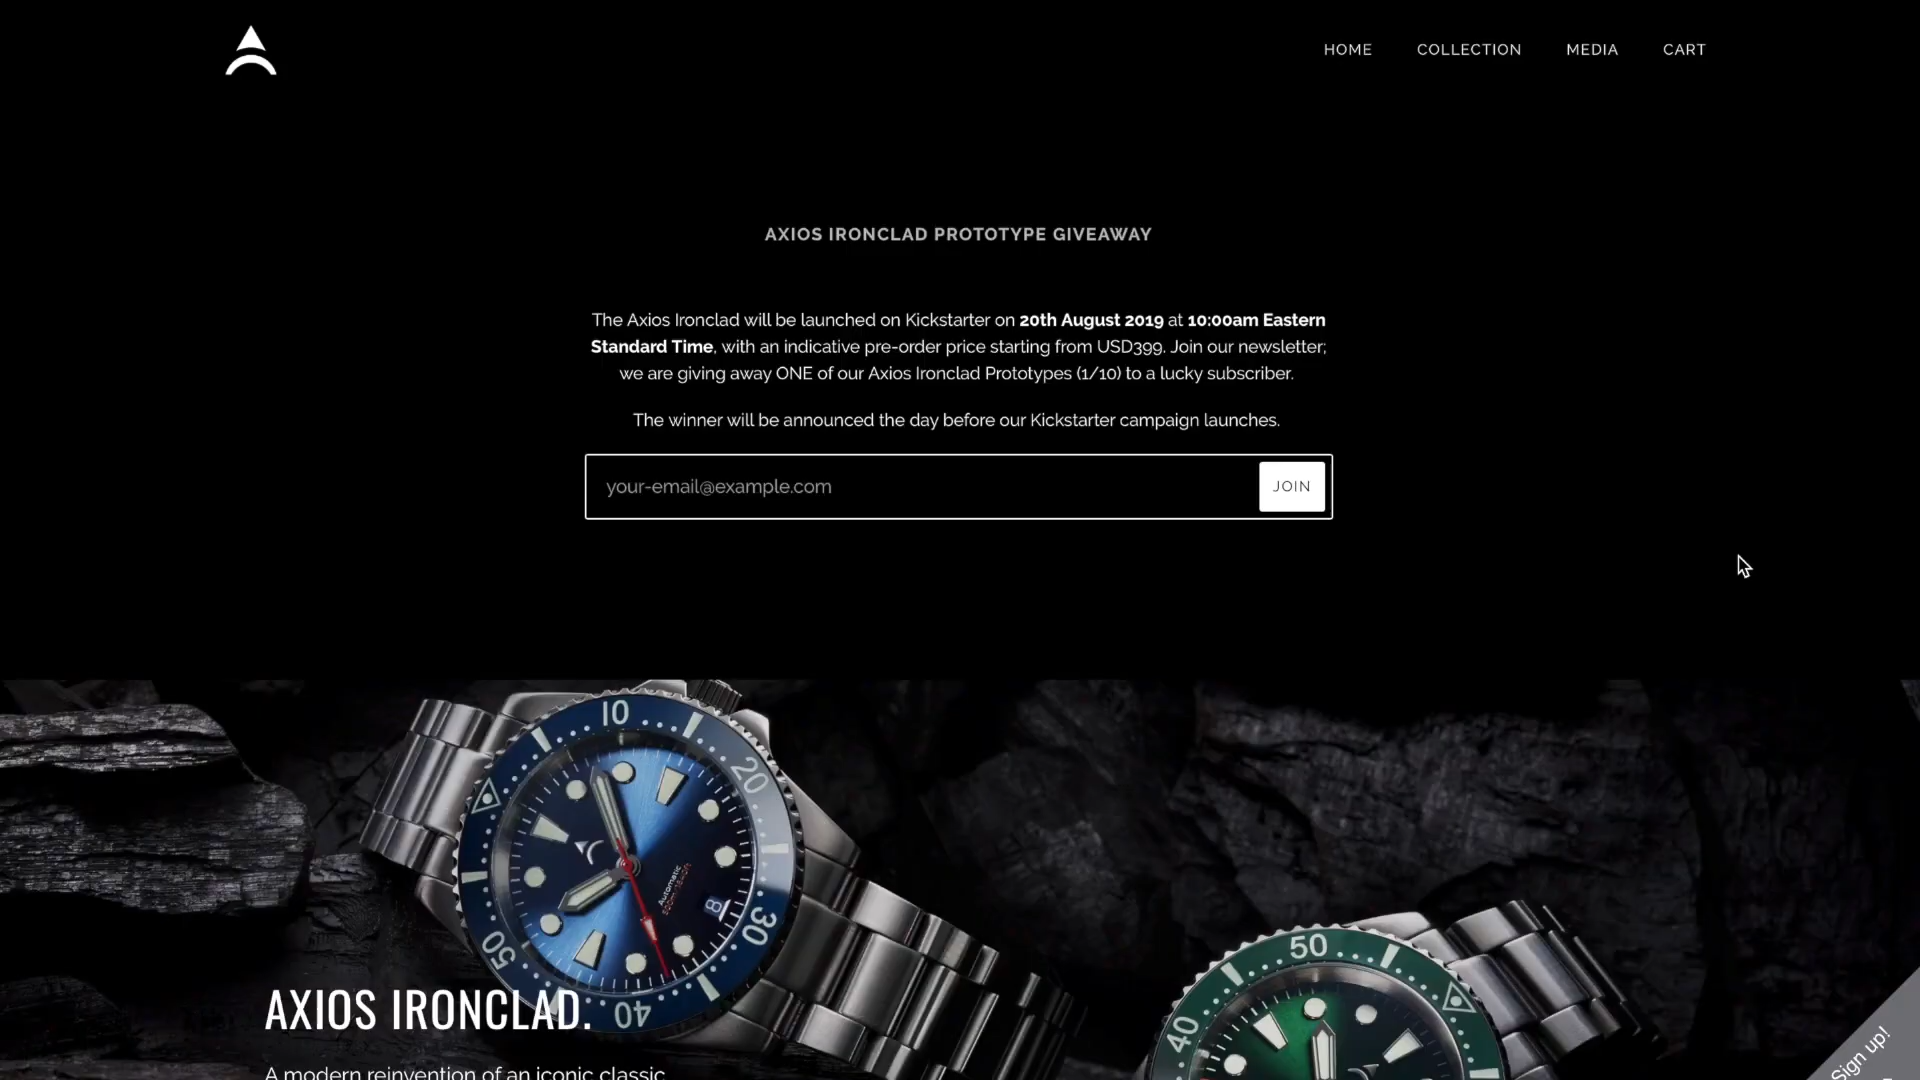 HOME COLLECTION MEDIA CART
AXIOS IRONCLAD PROTOTYPE GIVEAWAY
The Axios Ironclad will be launched on Kickstarter on 20th August 2019 at 10:00am Eastern
Standard Time, with an indicative pre-order price starting from USD399. Join our newsletter;
we are giving away ONE of our Axios Ironclad Prototypes (1/10) to a lucky subscriber.
The winner will be announced the day before our Kickstarter campaign launches.
your-email@example.com
JOIN
10
20
30
40
50
Automatic
8
50
40
AXIOS IRONCLAD.
A modern reinvention of an iconic classic
Sign up!